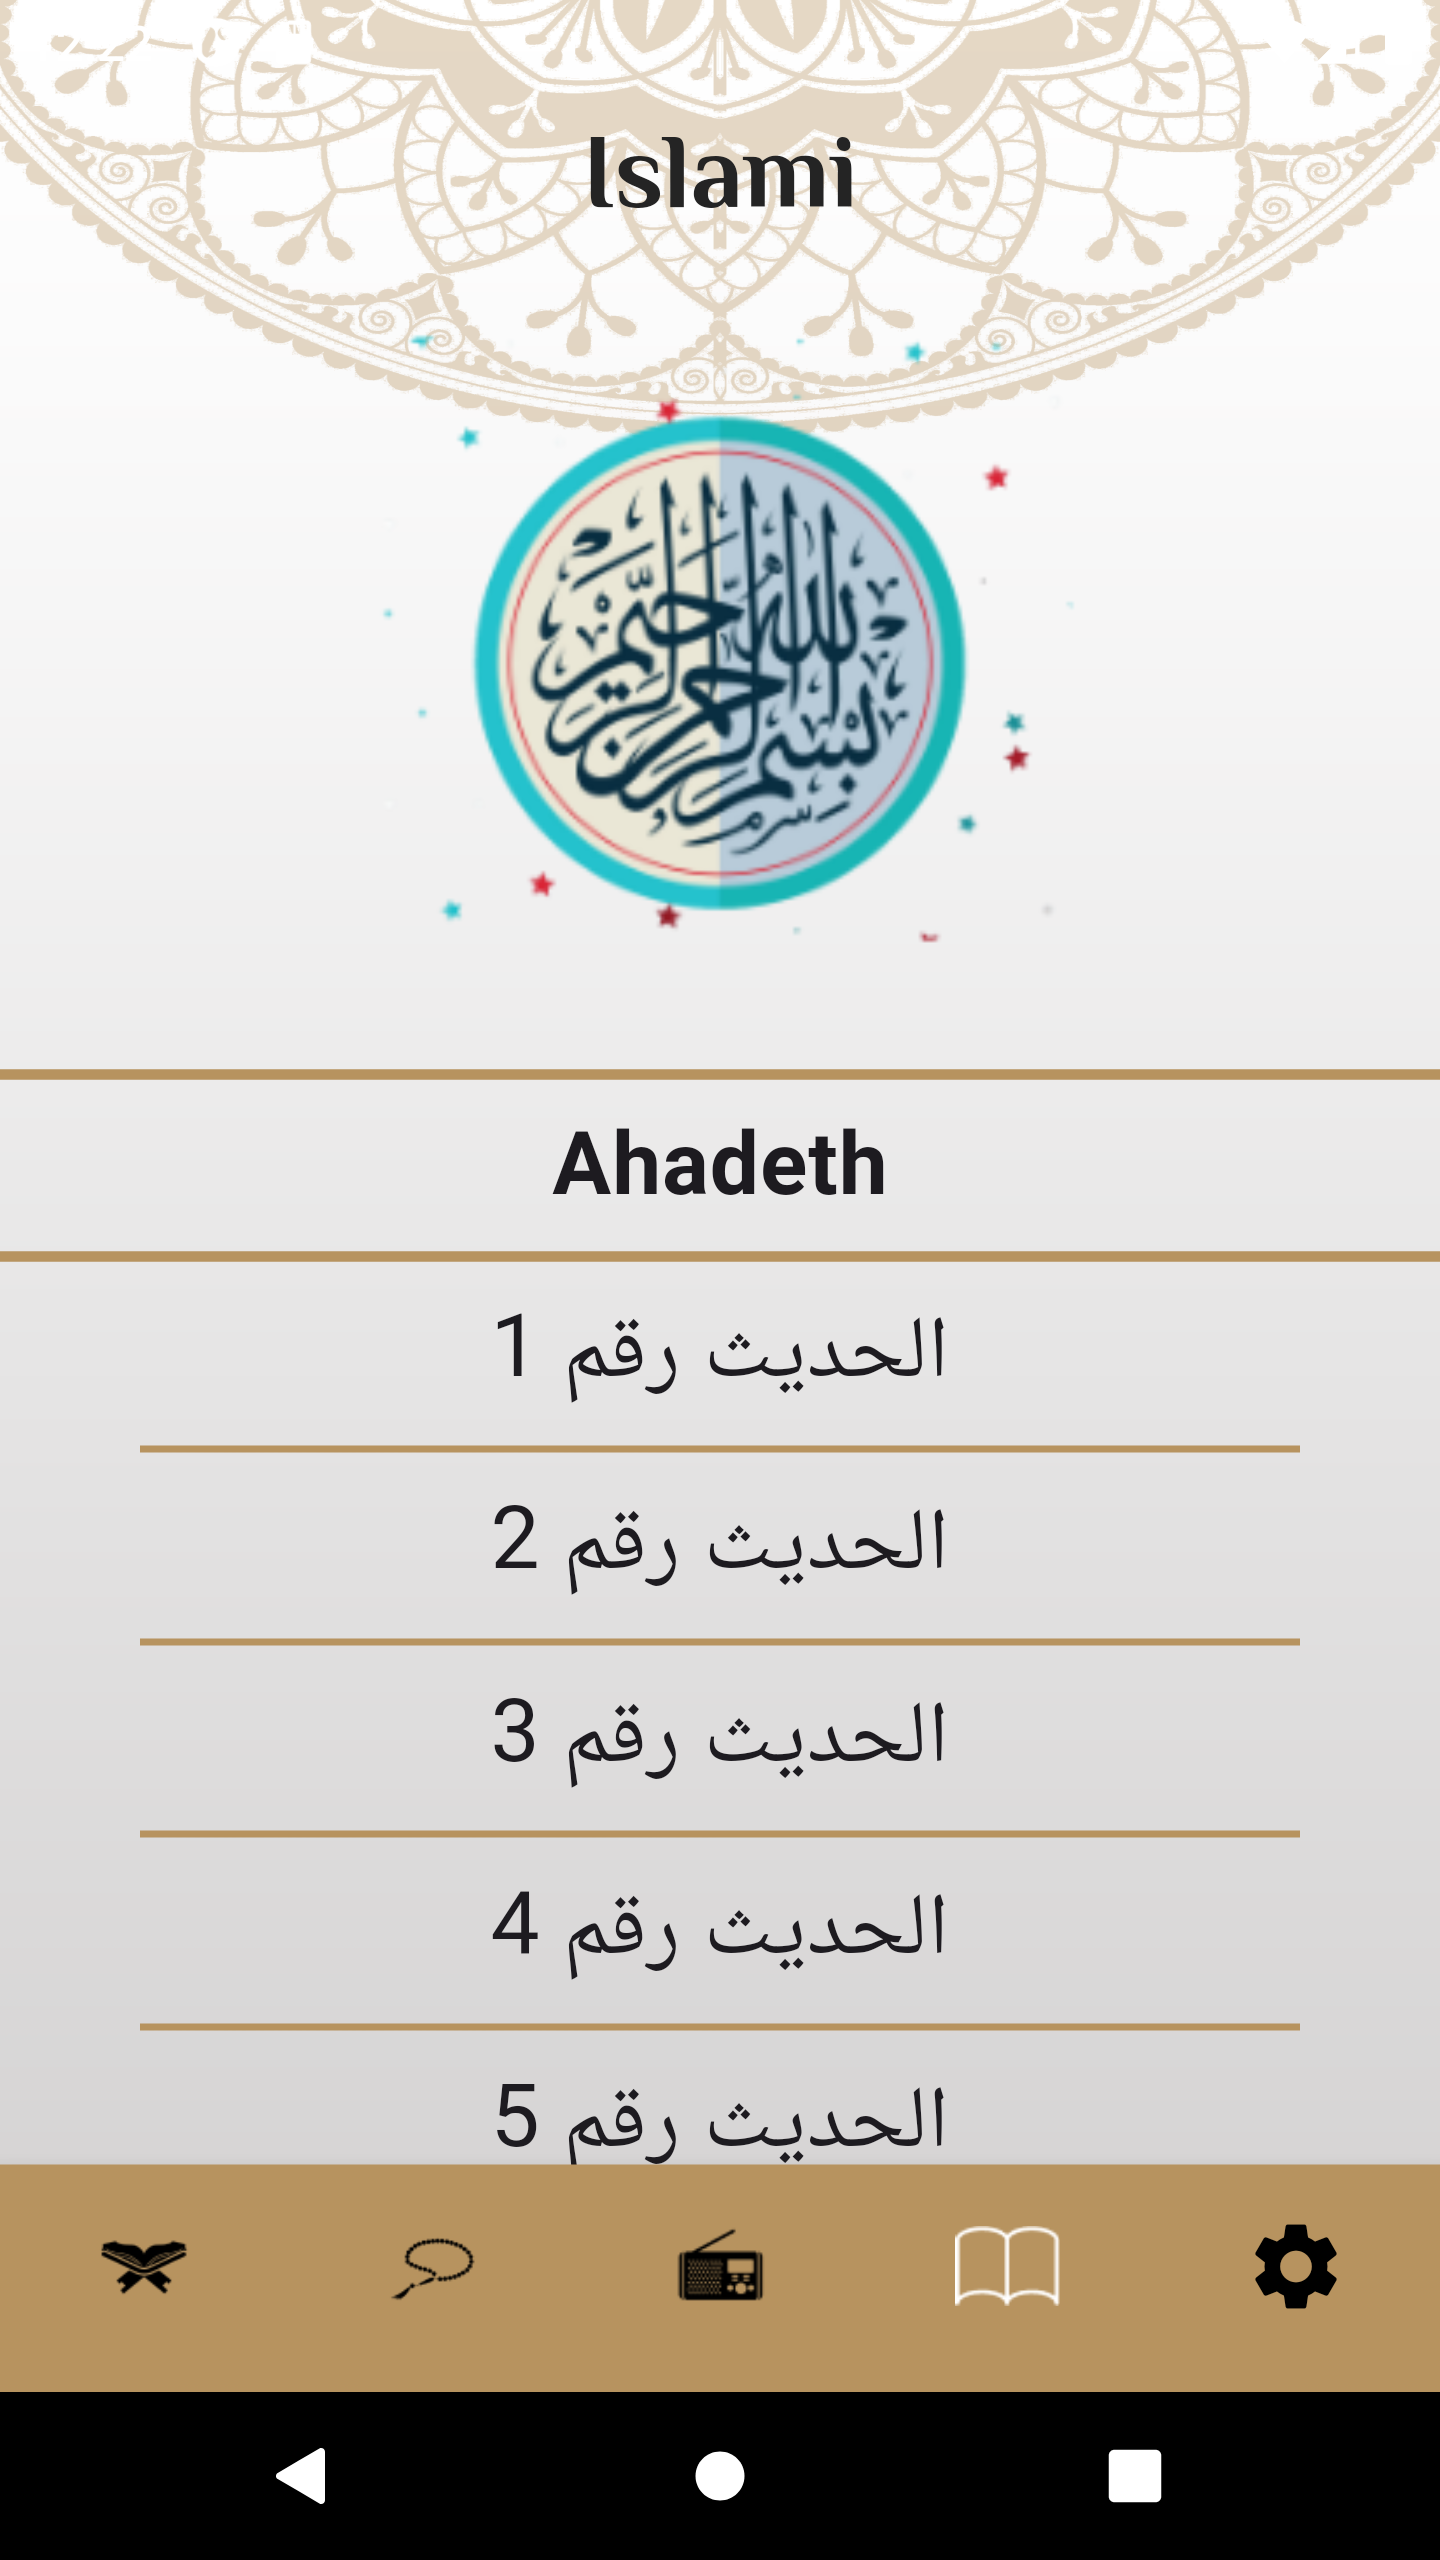 Islami
بسم الله الرحمن الرحيم
Ahadeth
الحديث رقم 1
الحديث رقم 2
الحديث رقم 3
الحديث رقم 4
الحديث رقم 5